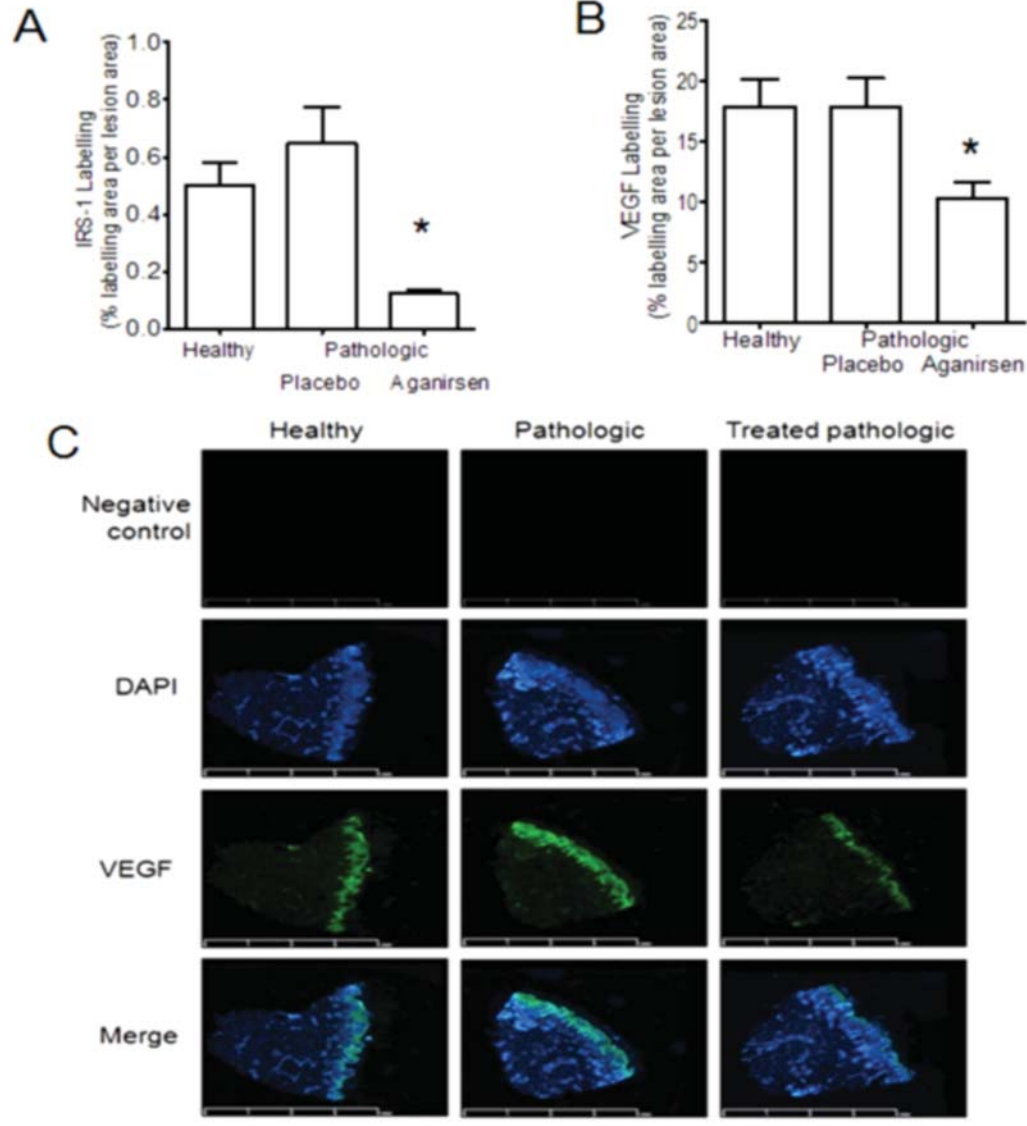 A
IRS-1 Labelling
(% labelling area per lesion area)
1.0
0.8
0.6
0.4
0.2
0.0
*
Healthy
Pathologic
Placebo
Aganirsen
B
VEGF Labelling
(% labelling area per lesion area)
25
20
15
10
5
0
*
Healthy
Pathologic
Placebo
Aganirsen
C
Healthy
Pathologic
Treated pathologic
Negative
control
DAPI
VEGF
Merge